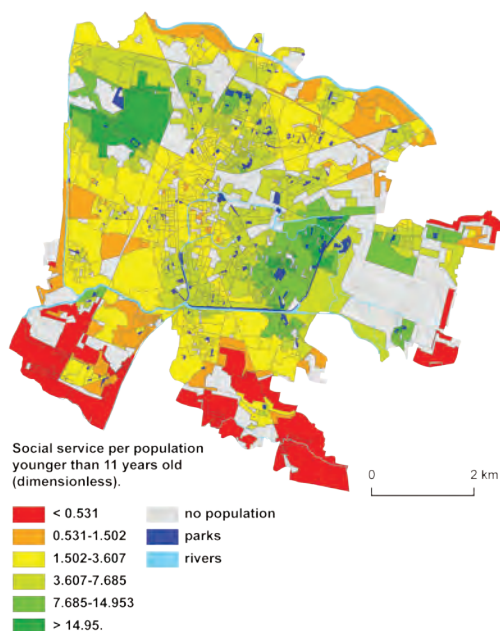 Social service per population
younger than 11 years old
(dimensionless).
0 2 km
< 0.531 no population
0.531-1.502 parks
1.502-3.607 rivers
3.607-7.685
7.685-14.953
> 14.95.